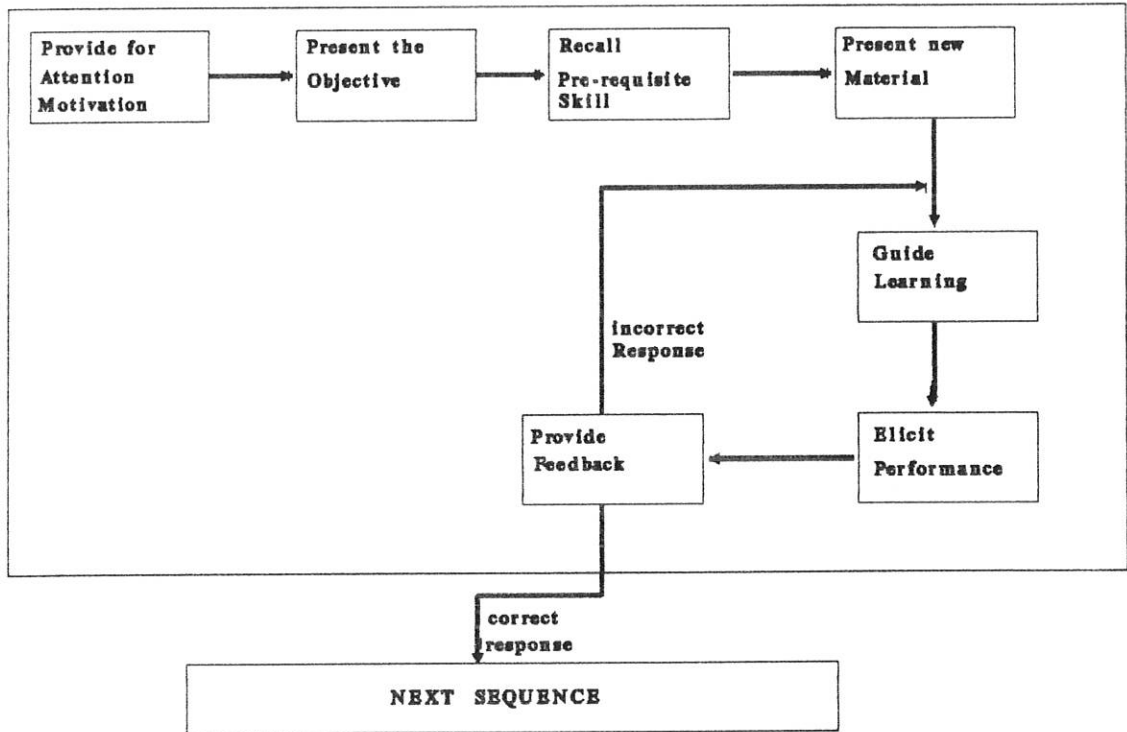 Provide for
Attention
Motivation
Present the
Objective
Recall
Pre-requisite
Skill
Present new
Material
Guide
Learning
incorrect
Response
Provide
Feedback
Elicit
Performance
correct
response
NEXT SEQUENCE